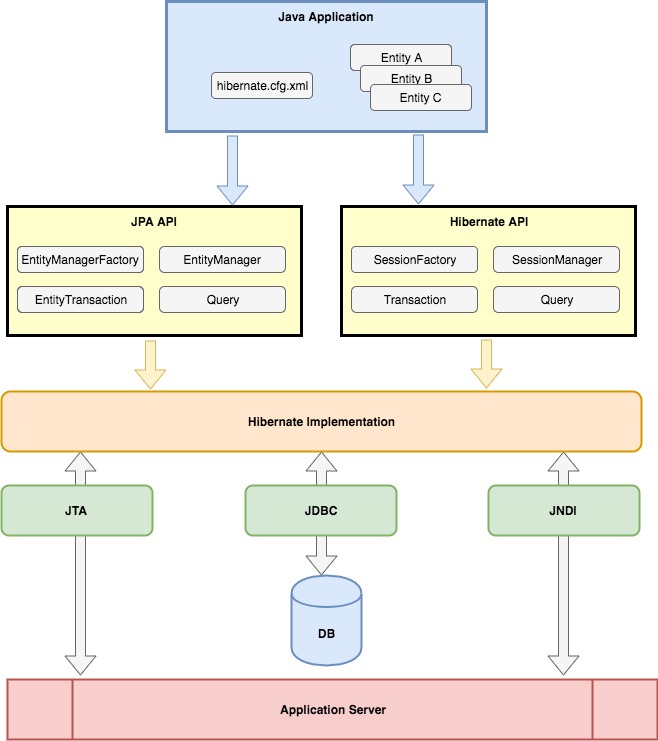 Java Application
hibernate.cfg.xml
Entity A
Entity B
Entity C
JPA API
EntityManagerFactory
EntityManager
EntityTransaction
Query
Hibernate API
SessionFactory
SessionManager
Transaction
Query
Hibernate Implementation
JTA
JDBC
JNDI
DB
Application Server